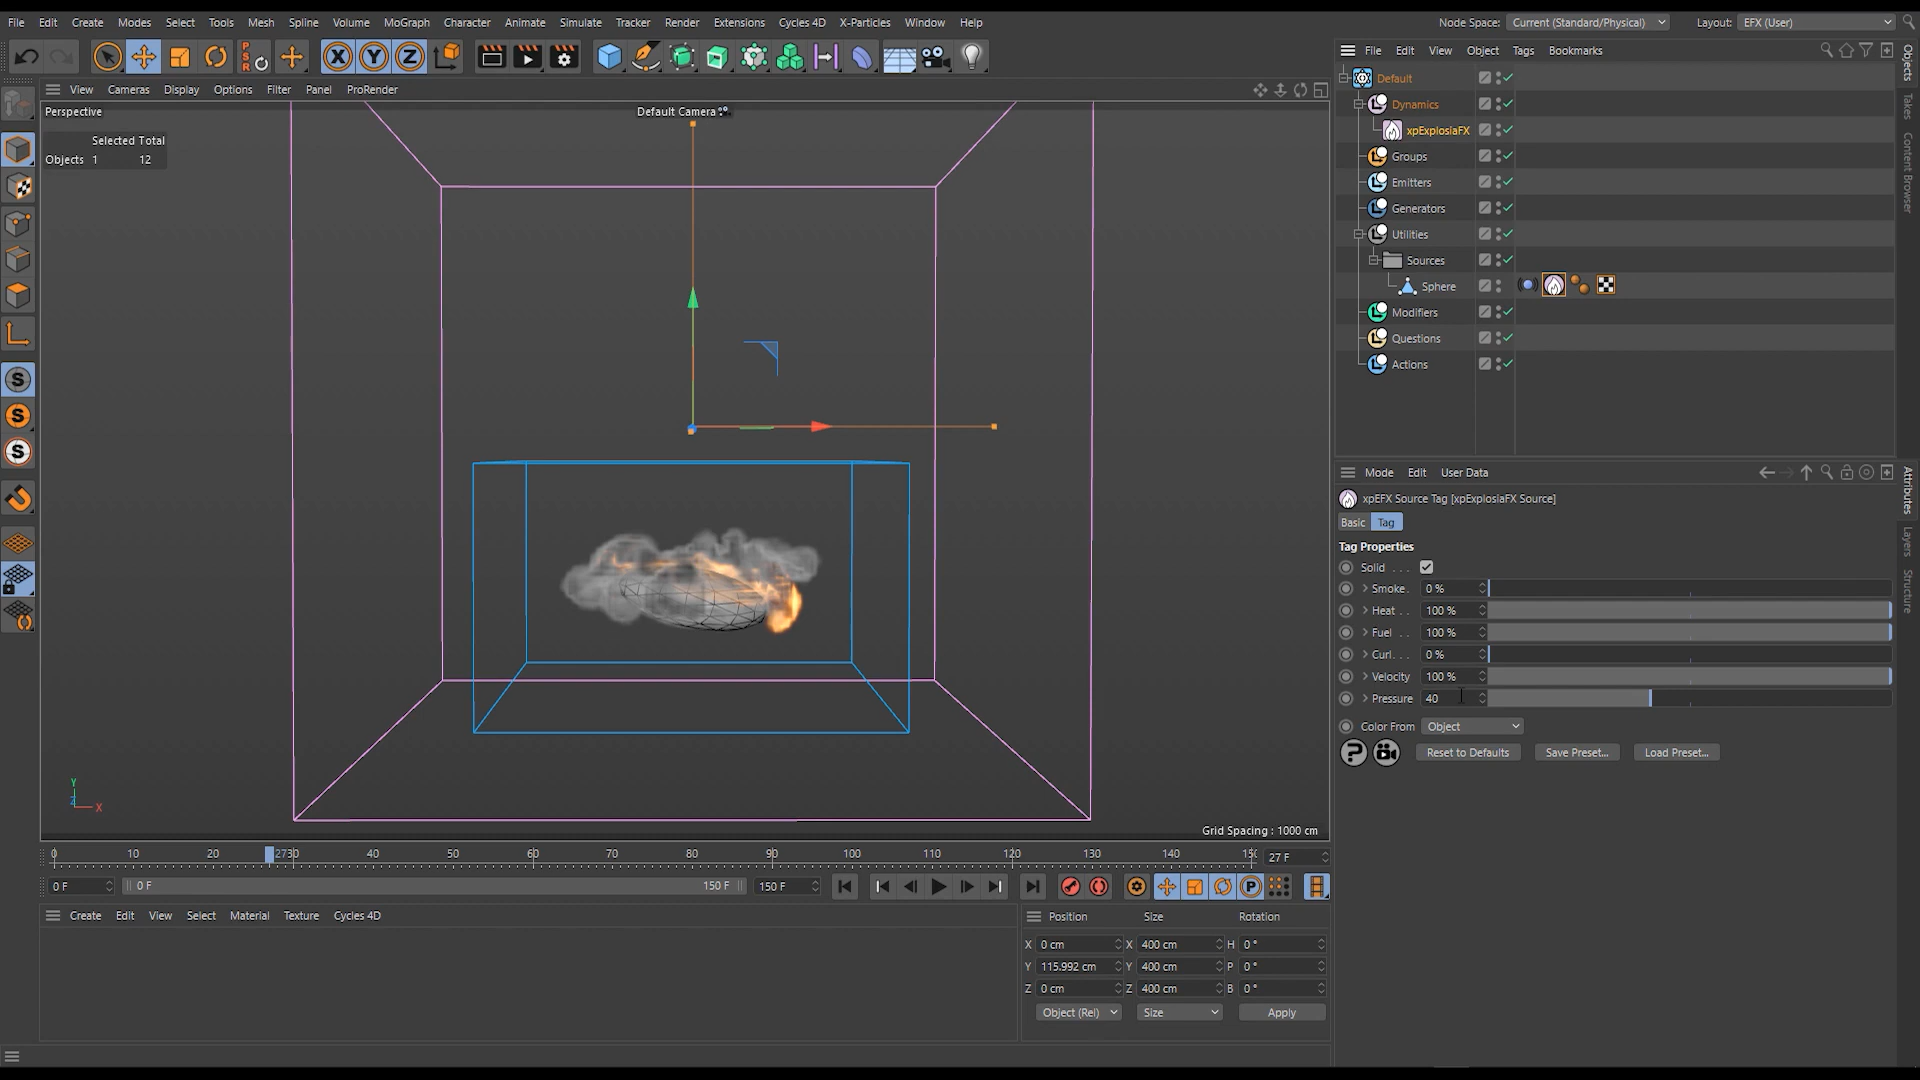 File Edit Create Modes Select Tools Mesh Spline Volume MoGraph Character Animate Simulate Tracker Render Extensions Cycles 4D X-Particles Window Help
Node Space: Current (Standard/Physical) Layout: EFX (User)
PSR X Y Z
File Edit View Object Tags Bookmarks
View Cameras Display Options Filter Panel ProRender
Perspective
Default Camera
Selected Total
Objects 1 12
Default
Dynamics
xpExplosiaFX
Groups
Emitters
Generators
Utilities
Sources
Sphere
Modifiers
Questions
Actions
Objects
Takes
Content Browser
S
S
S
Mode Edit User Data
xpEFX Source Tag [xpExplosiaFX Source]
Basic Tag
Tag Properties
Solid . . .
Smoke . 0 %
Heat . . 100 %
Fuel . . 100 %
Curl . . . 0 %
Velocity 100 %
Pressure 40
Color From Object
? Reset to Defaults Save Preset... Load Preset...
Attributes
Layers
Structure
Y
Z X
Grid Spacing : 1000 cm
0 10 20 27 30 40 50 60 70 80 90 100 110 120 130 140 27 F
0 F 0 F 150 F 150 F P
Create Edit View Select Material Texture Cycles 4D
Position Size Rotation
X 0 cm X 400 cm H 0 °
Y 115.992 cm Y 400 cm P 0 °
Z 0 cm Z 400 cm B 0 °
Object (Rel) Size Apply